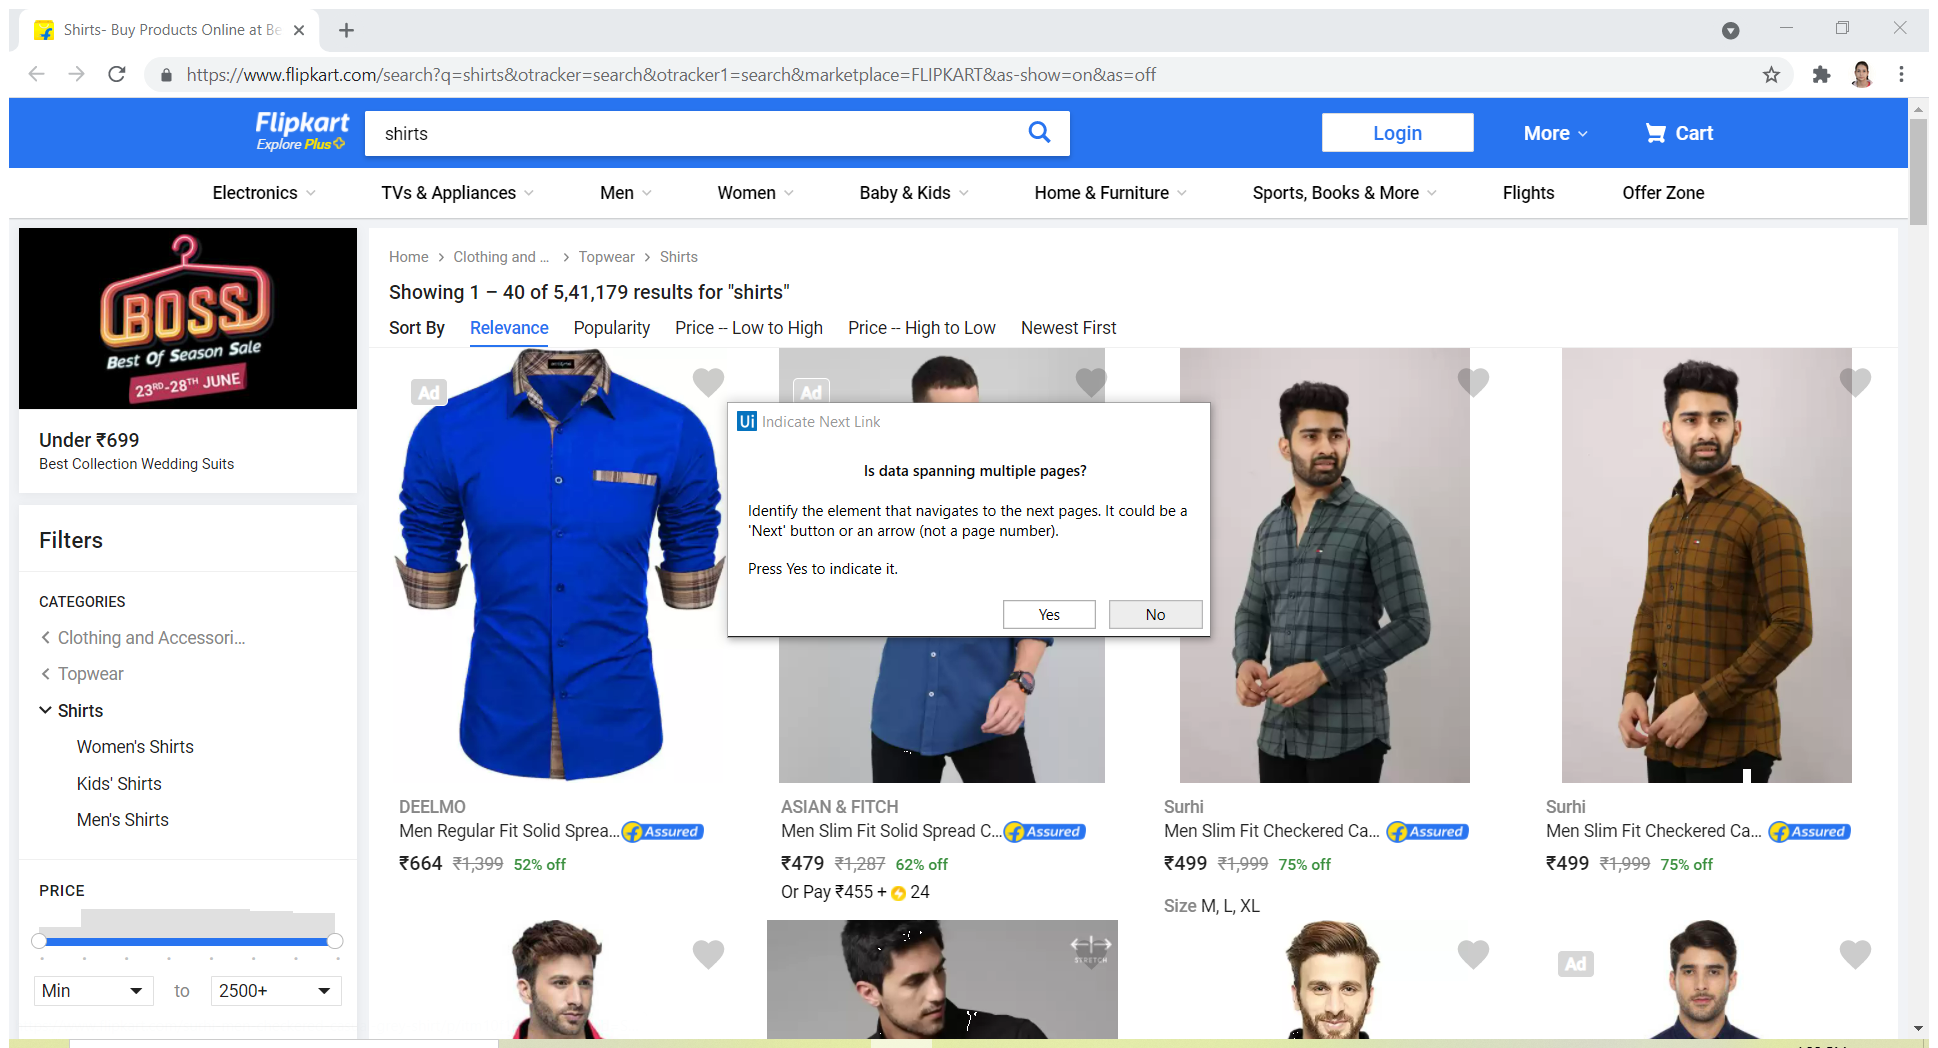 Shirts- Buy Products Online at Be
https://www.flipkart.com/search?q=shirts&otracker=search&otracker1=search&marketplace=FLIPKART&as-show=on&as=off
Flipkart
Explore Plus
shirts
Login
More
Cart
Electronics
TVs & Appliances
Men
Women
Baby & Kids
Home & Furniture
Sports, Books & More
Flights
Offer Zone
BOSS
Best Of Season Sale
23RD-28TH JUNE
Under ₹699
Best Collection Wedding Suits
Filters
CATEGORIES
Clothing and Accessori...
Topwear
Shirts
Women's Shirts
Kids' Shirts
Men's Shirts
PRICE
Min
to
2500+
Home > Clothing and ... > Topwear > Shirts
Showing 1 – 40 of 5,41,179 results for "shirts"
Sort By Relevance Popularity Price -- Low to High Price -- High to Low Newest First
Ad
Ad
Ui Indicate Next Link
Is data spanning multiple pages?
Identify the element that navigates to the next pages. It could be a
'Next' button or an arrow (not a page number).
Press Yes to indicate it.
Yes
No
DEELMO
Men Regular Fit Solid Sprea... Assured
₹664 ₹1,399 52% off
ASIAN & FITCH
Men Slim Fit Solid Spread C... Assured
₹479 ₹1,287 62% off
Or Pay ₹455 + 24
Surhi
Men Slim Fit Checkered Ca... Assured
₹499 ₹1,999 75% off
Size M, L, XL
Surhi
Men Slim Fit Checkered Ca... Assured
₹499 ₹1,999 75% off
STRETCH
Ad